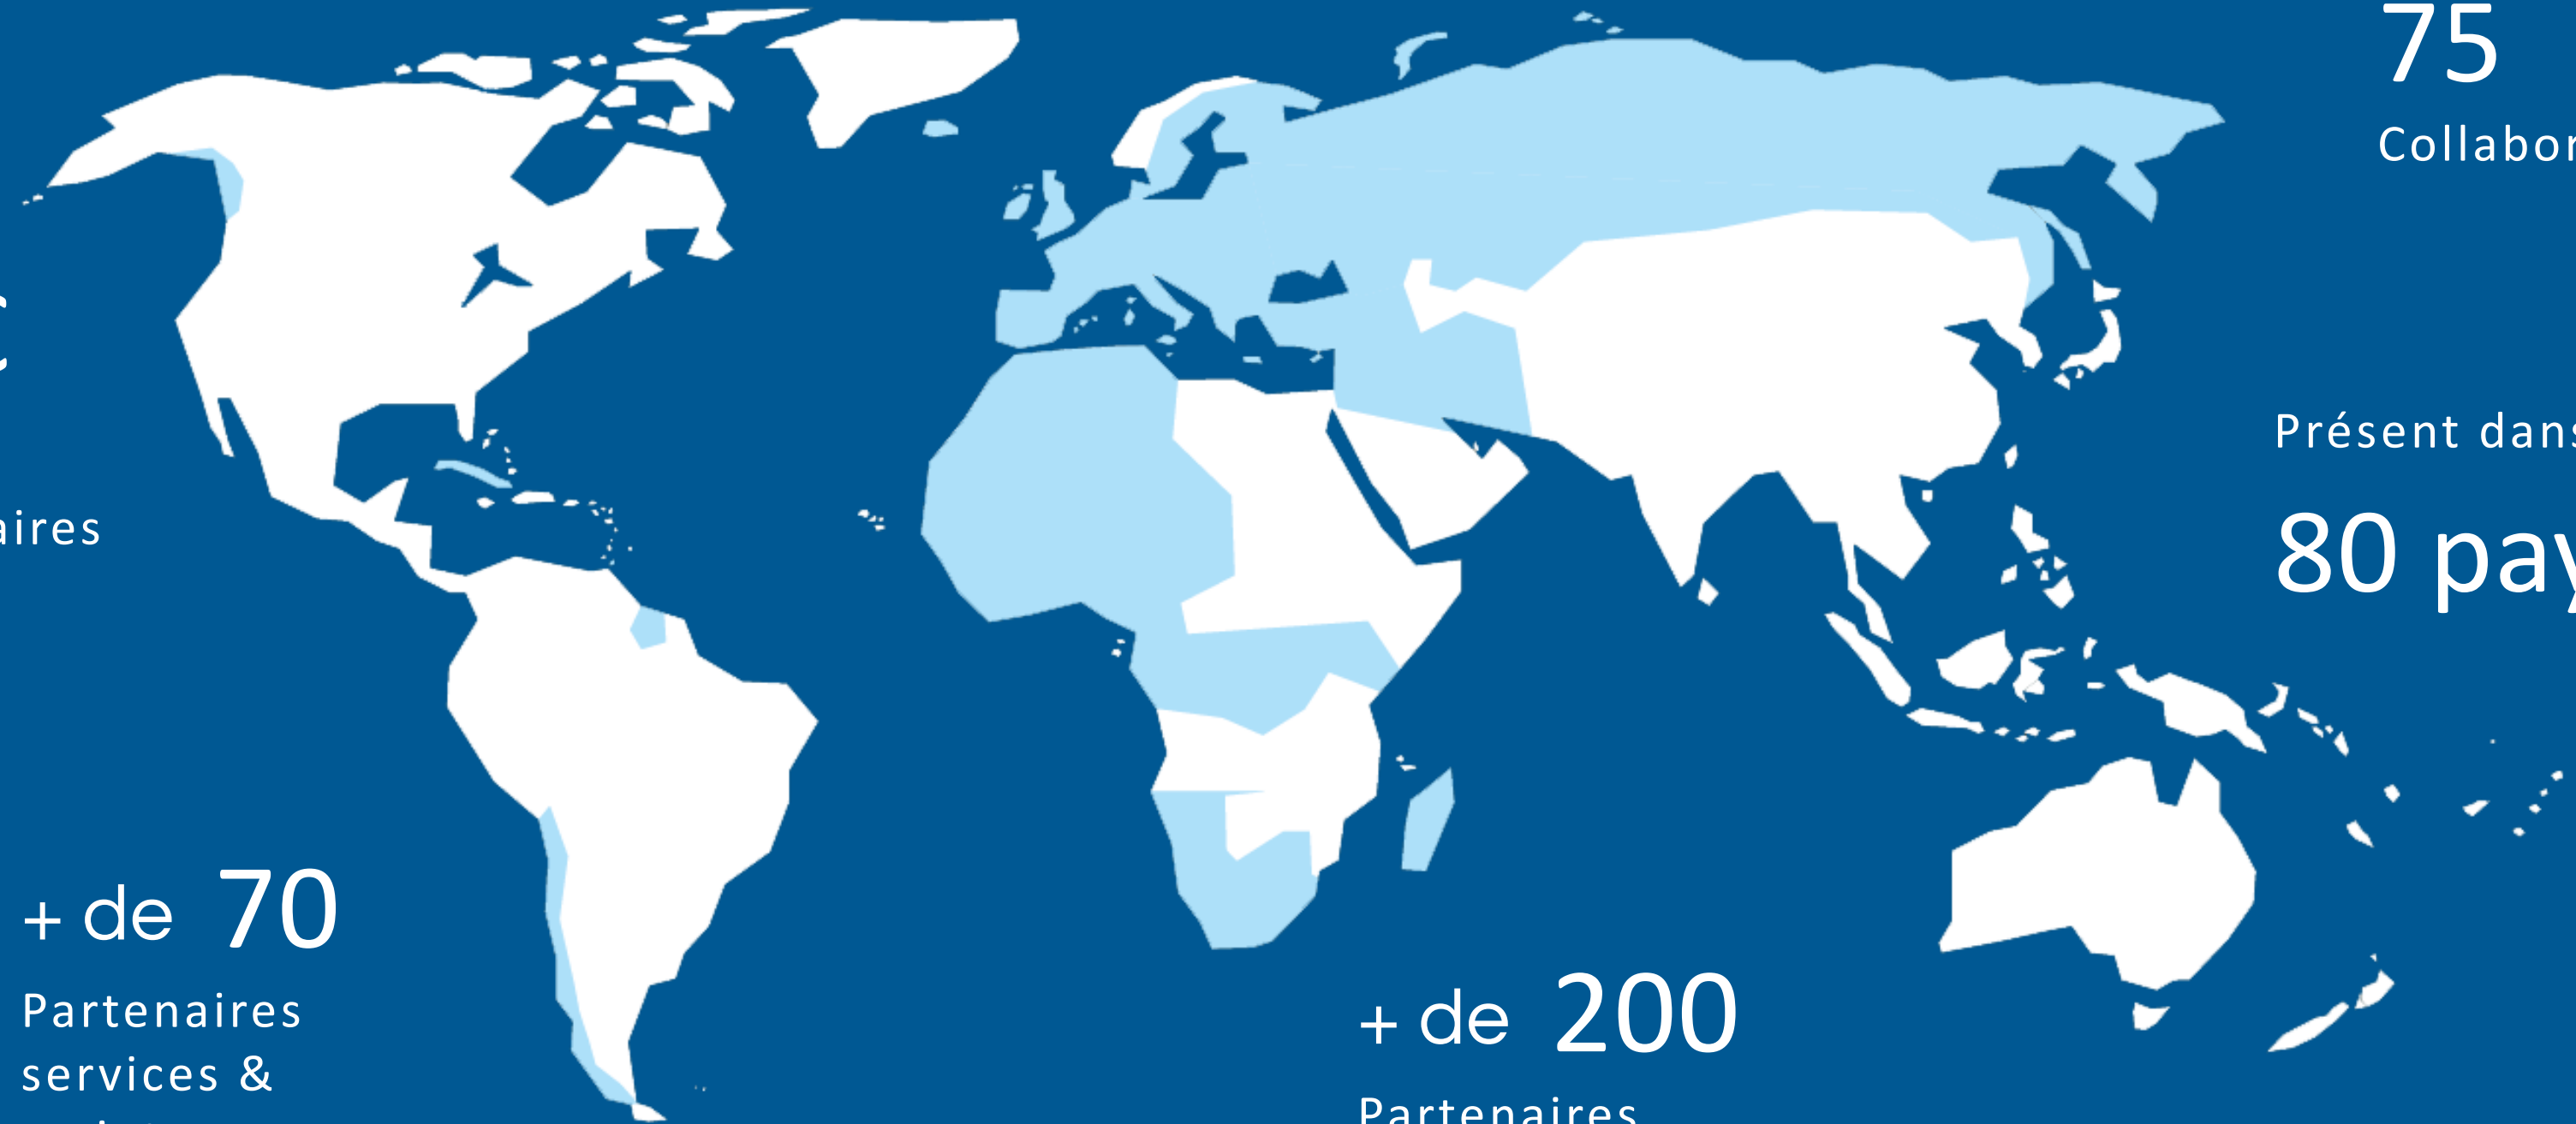 75
Collabor
Présent dans
80 pay
aires
+ de 70
Partenaires
services &
+ de 200
Partenaires